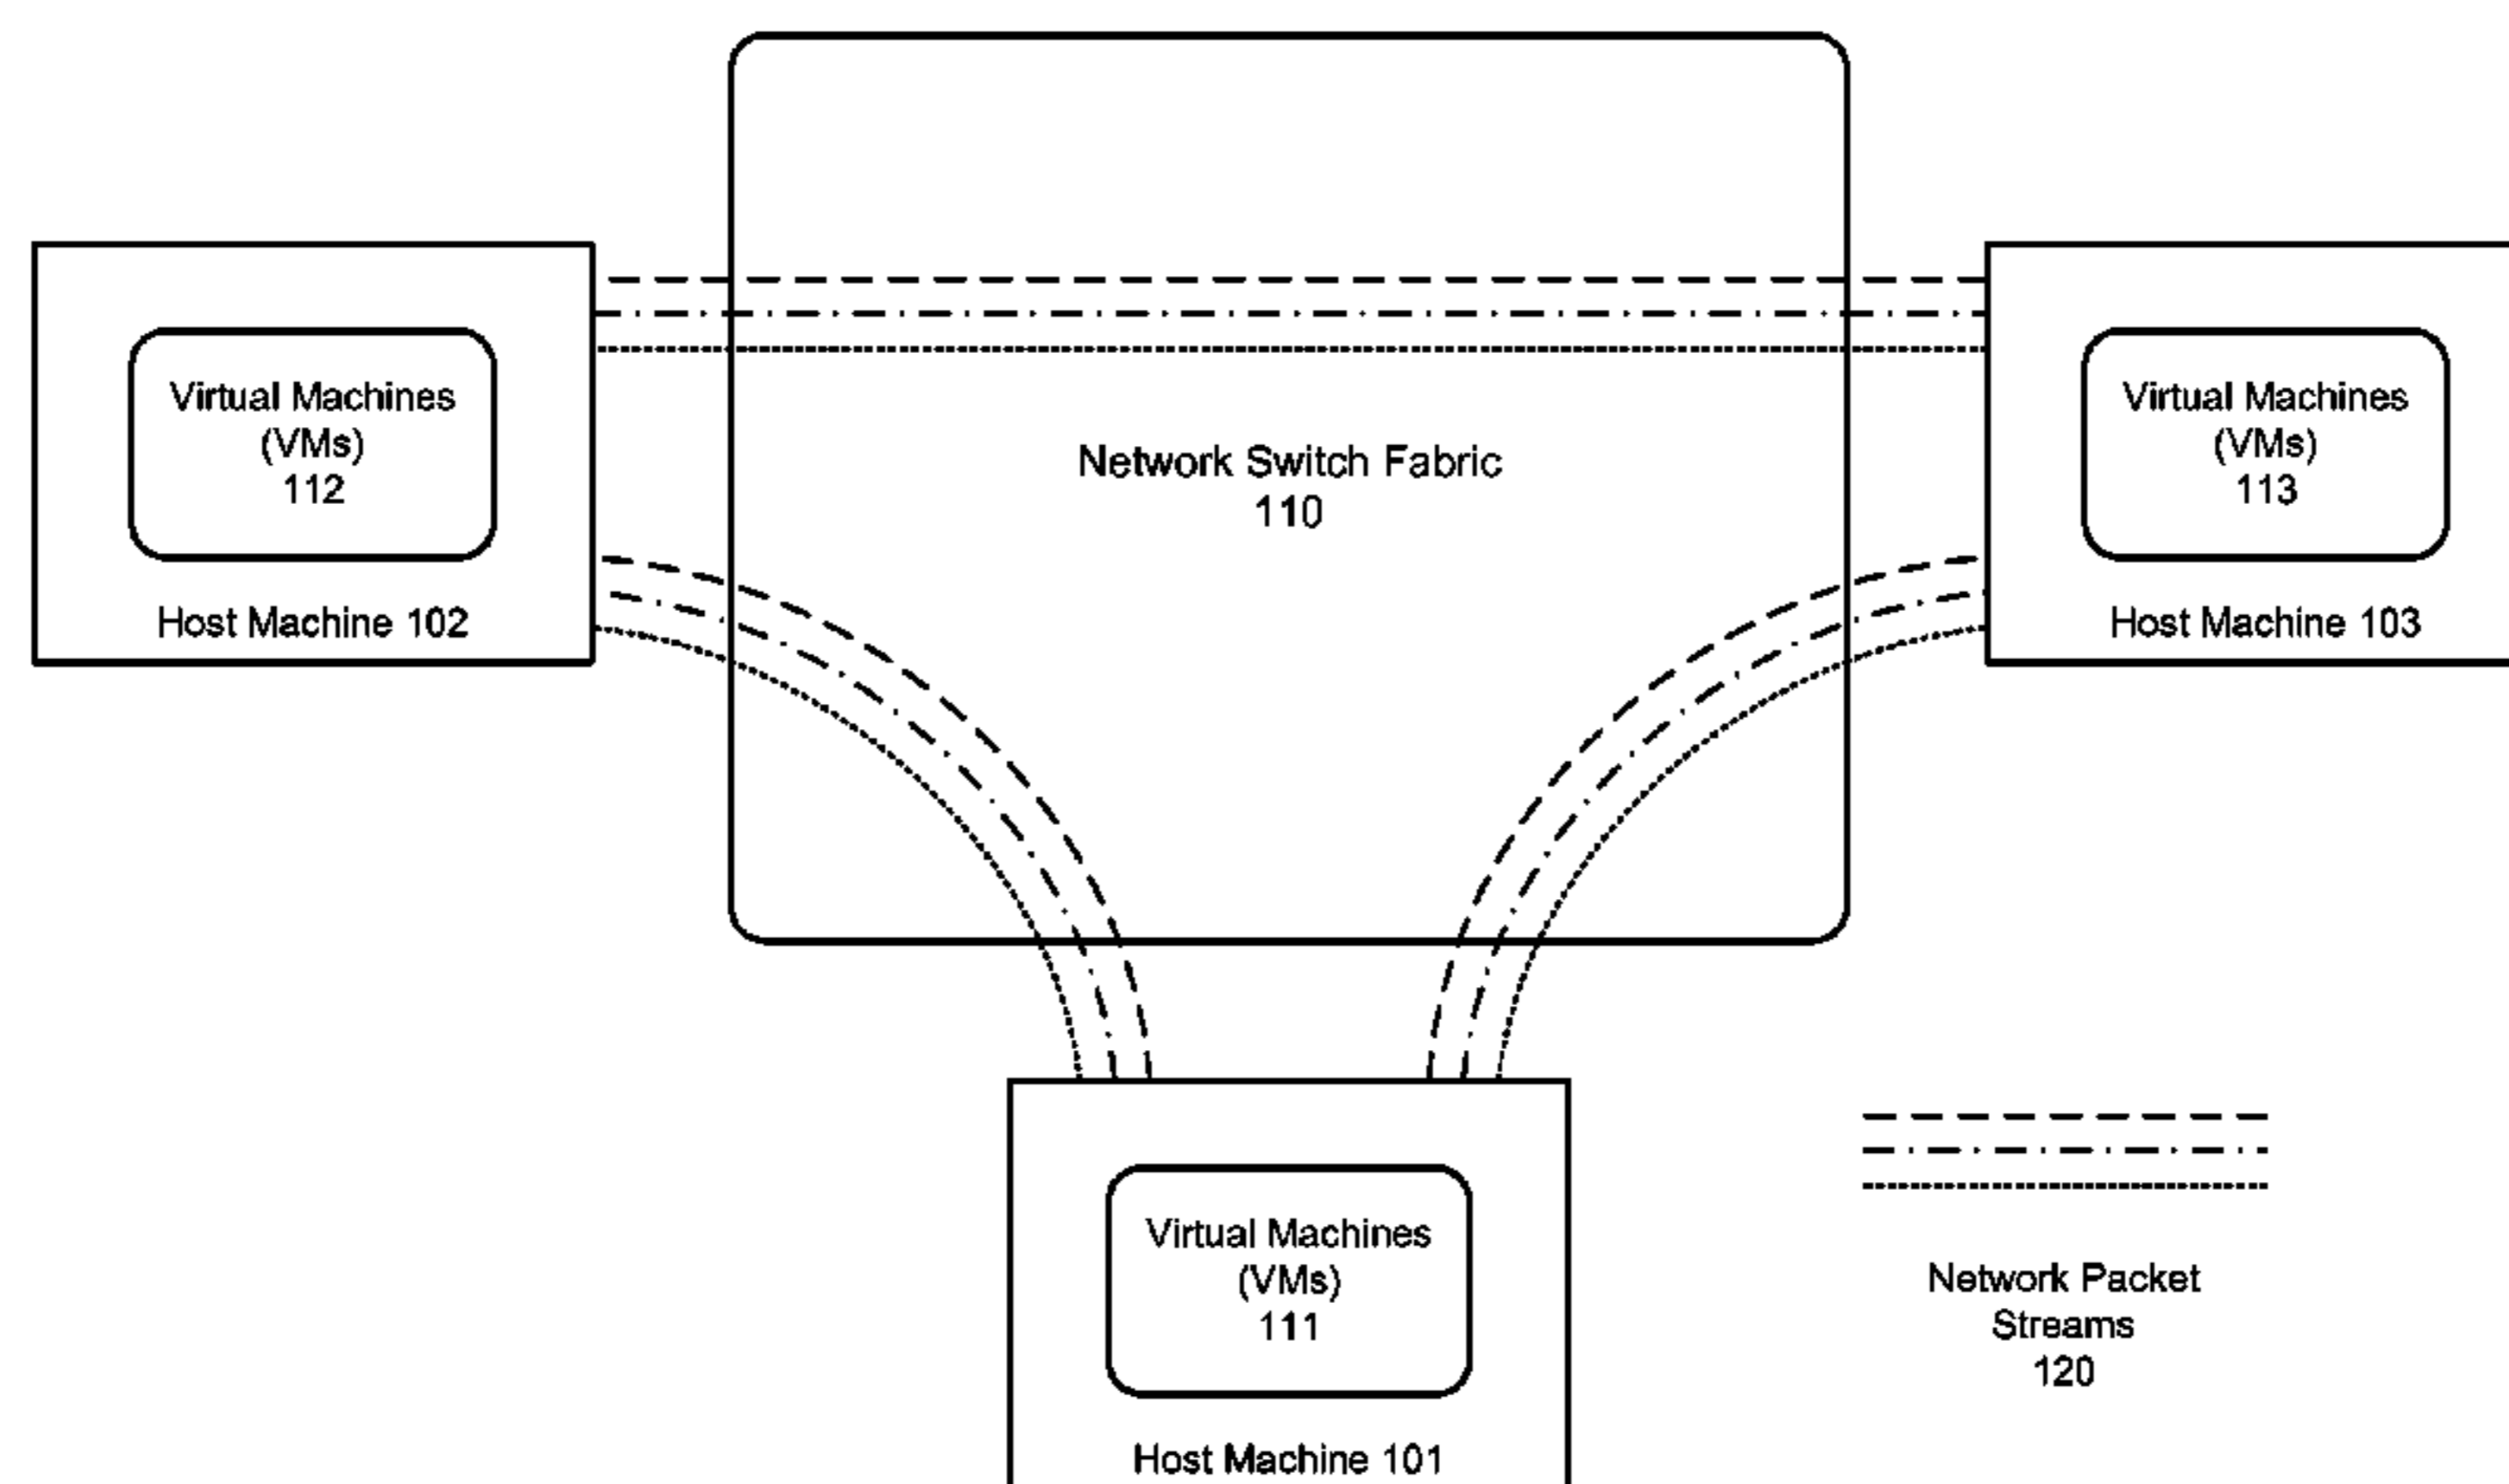 Virtual Machines
(VMs)
112
Host Machine 102
Network Switch Fabric
110
Virtual Machines
(VMs)
113
Host Machine 103
Virtual Machines
(VMs)
111
Host Machine 101
Network Packet
Streams
120